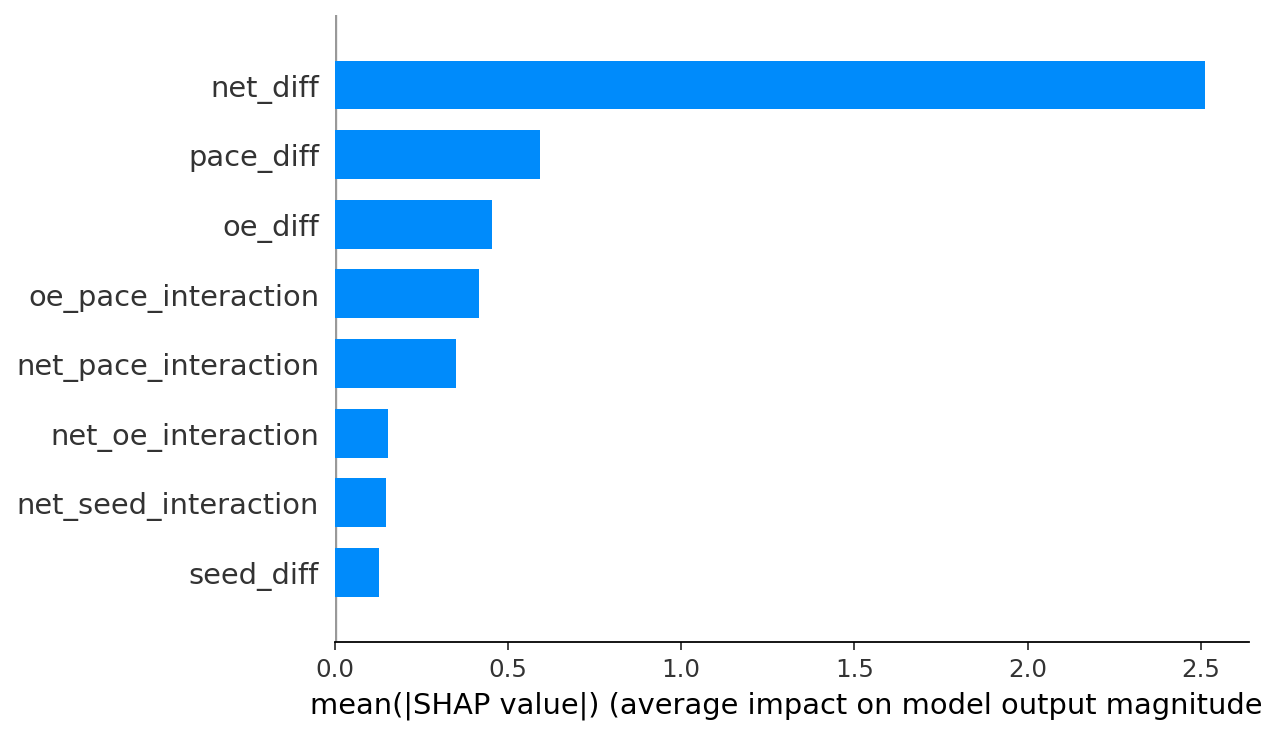 net_diff
pace_diff
oe_diff
oe_pace_interaction
net_pace_interaction
net_oe_interaction
net_seed_interaction
seed_diff
0.0 0.5 1.0 1.5 2.0 2.5
mean(|SHAP value|) (average impact on model output magnitude